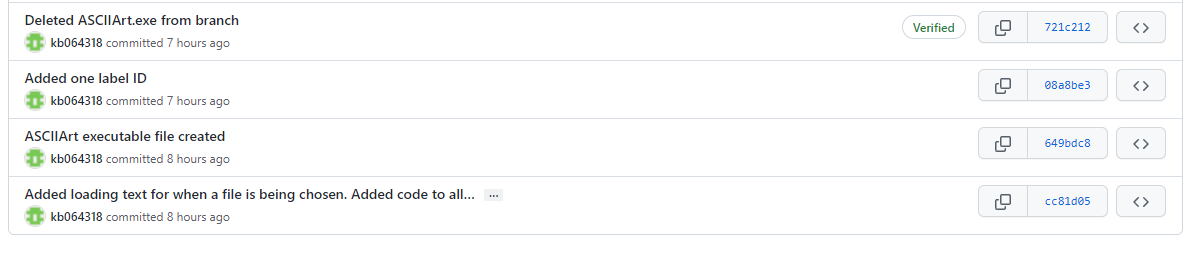 Deleted ASCIIArt.exe from branch
kb064318 committed 7 hours ago
Verified
721c212
Added one label ID
kb064318 committed 7 hours ago
08a8be3
ASCIIArt executable file created
kb064318 committed 8 hours ago
649bdc8
Added loading text for when a file is being chosen. Added code to all... ...
kb064318 committed 8 hours ago
cc81d05